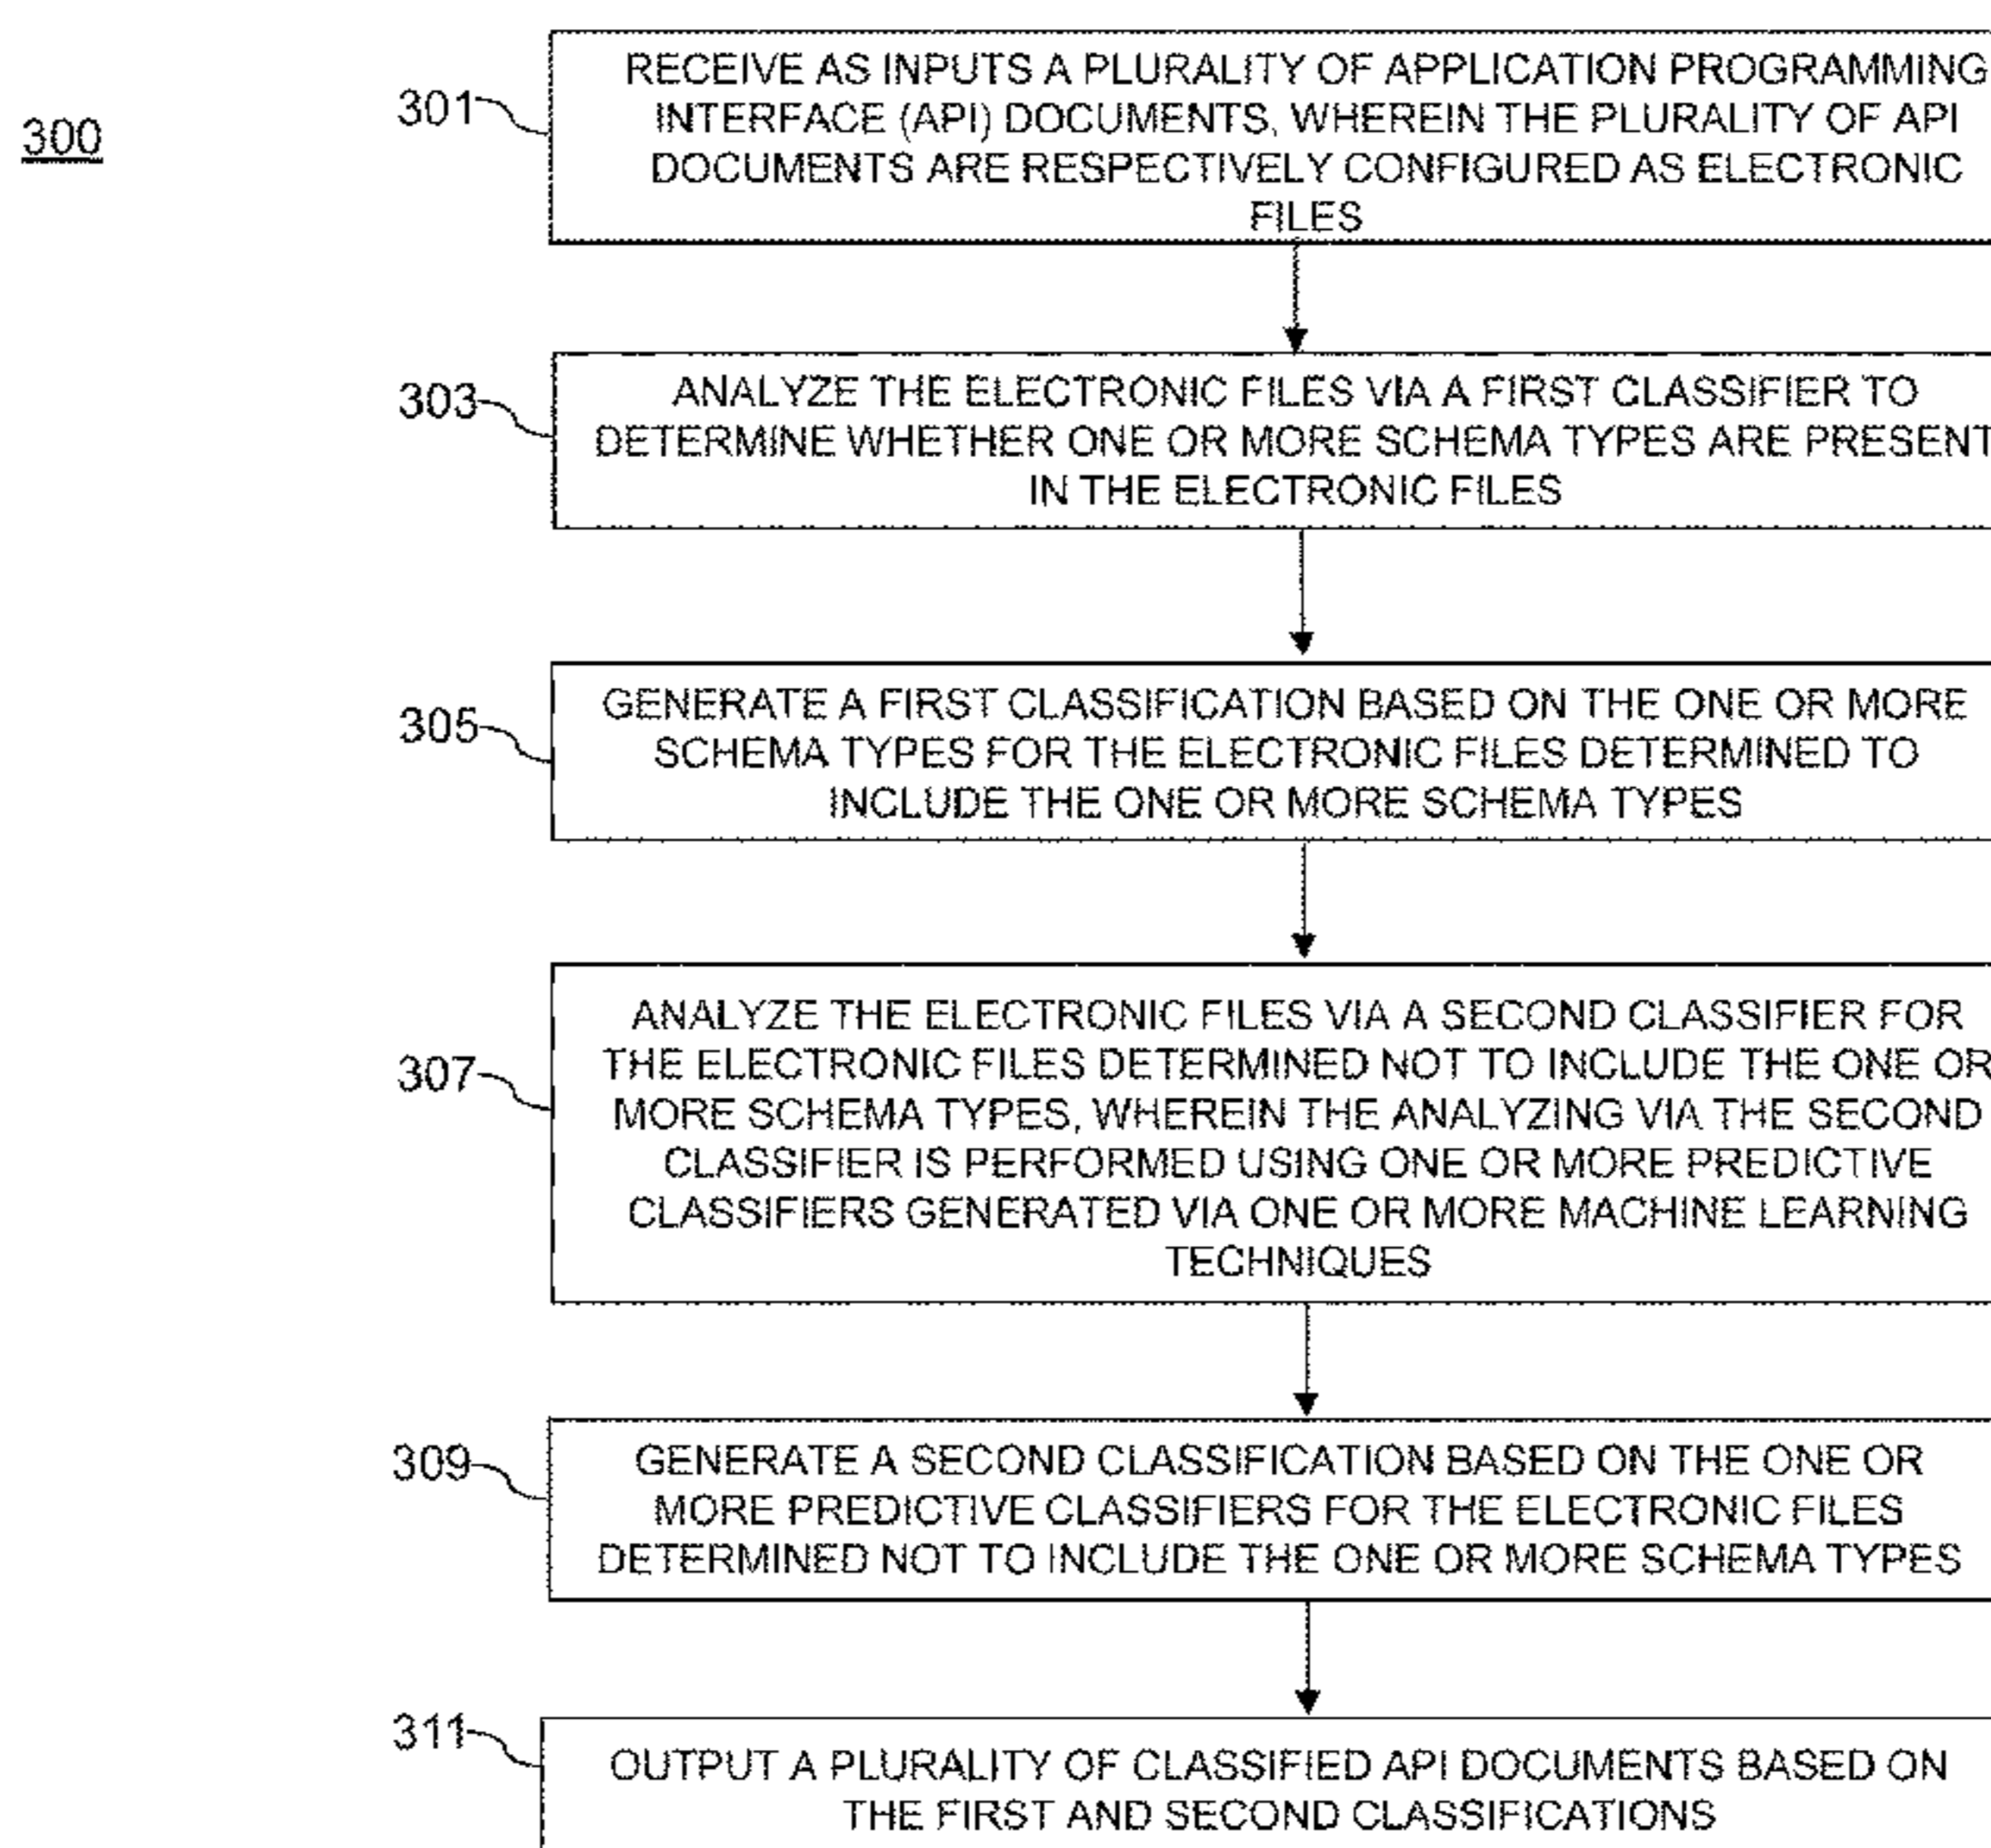 300
301
RECEIVE AS INPUTS A PLURALITY OF APPLICATION PROGRAMMING
INTERFACE (API) DOCUMENTS, WHEREIN THE PLURALITY OF API
DOCUMENTS ARE RESPECTIVELY CONFIGURED AS ELECTRONIC
FILES
303
ANALYZE THE ELECTRONIC FILES VIA A FIRST CLASSIFIER TO
DETERMINE WHETHER ONE OR MORE SCHEMA TYPES ARE PRESENT
IN THE ELECTRONIC FILES
305
GENERATE A FIRST CLASSIFICATION BASED ON THE ONE OR MORE
SCHEMA TYPES FOR THE ELECTRONIC FILES DETERMINED TO
INCLUDE THE ONE OR MORE SCHEMA TYPES
307
ANALYZE THE ELECTRONIC FILES VIA A SECOND CLASSIFIER FOR
THE ELECTRONIC FILES DETERMINED NOT TO INCLUDE THE ONE OR
MORE SCHEMA TYPES, WHEREIN THE ANALYZING VIA THE SECOND
CLASSIFIER IS PERFORMED USING ONE OR MORE PREDICTIVE
CLASSIFIERS GENERATED VIA ONE OR MORE MACHINE LEARNING
TECHNIQUES
309
GENERATE A SECOND CLASSIFICATION BASED ON THE ONE OR
MORE PREDICTIVE CLASSIFIERS FOR THE ELECTRONIC FILES
DETERMINED NOT TO INCLUDE THE ONE OR MORE SCHEMA TYPES
311
OUTPUT A PLURALITY OF CLASSIFIED API DOCUMENTS BASED ON
THE FIRST AND SECOND CLASSIFICATIONS